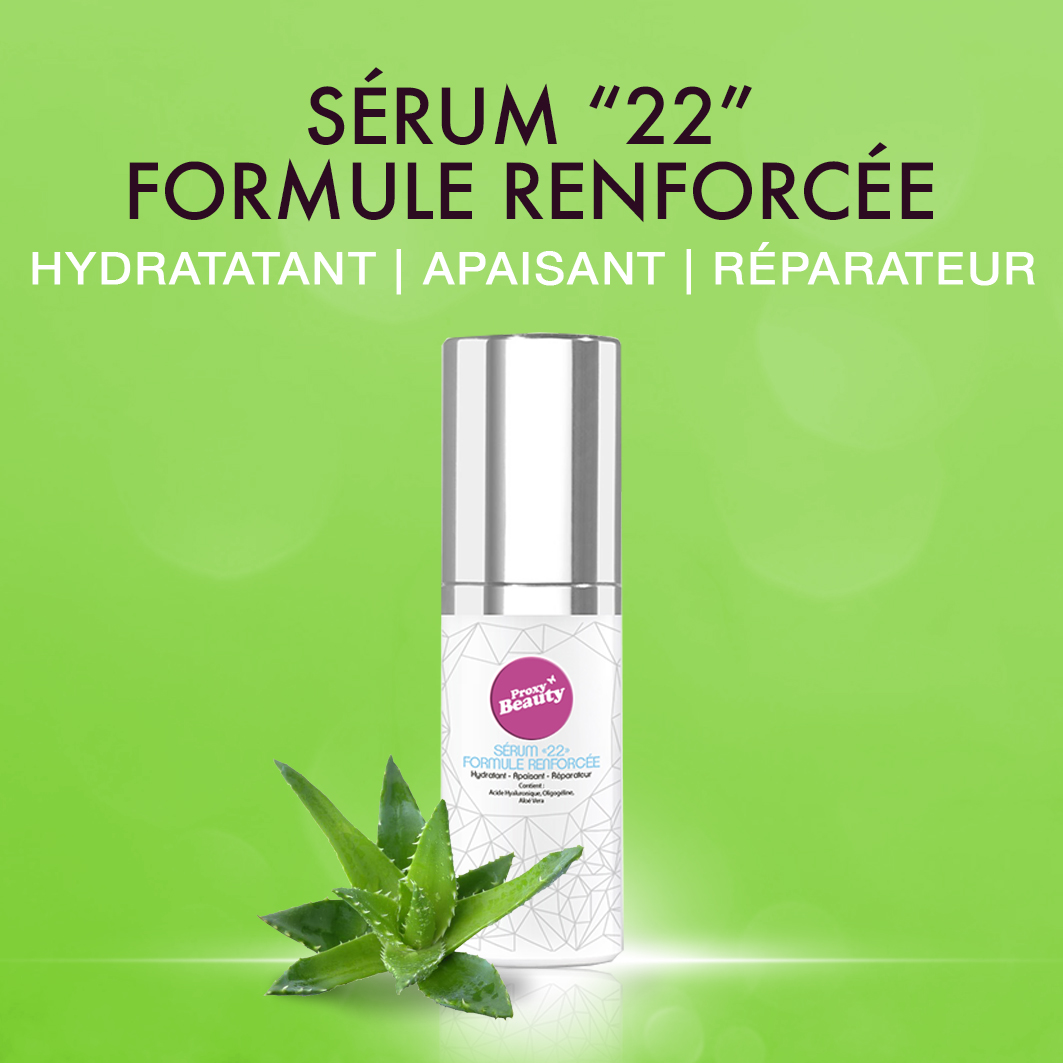 SÉRUM “22”
FORMULE RENFORCÉE
HYDRATATANT | APAISANT | RÉPARATEUR
Proxy
Beauty
SÉRUM «22»
FORMULE RENFORCÉE
Hydratant - Apaisant - Réparateur
Contient :
Acide Hyaluronique, Oligogéline,
Aloé Vera